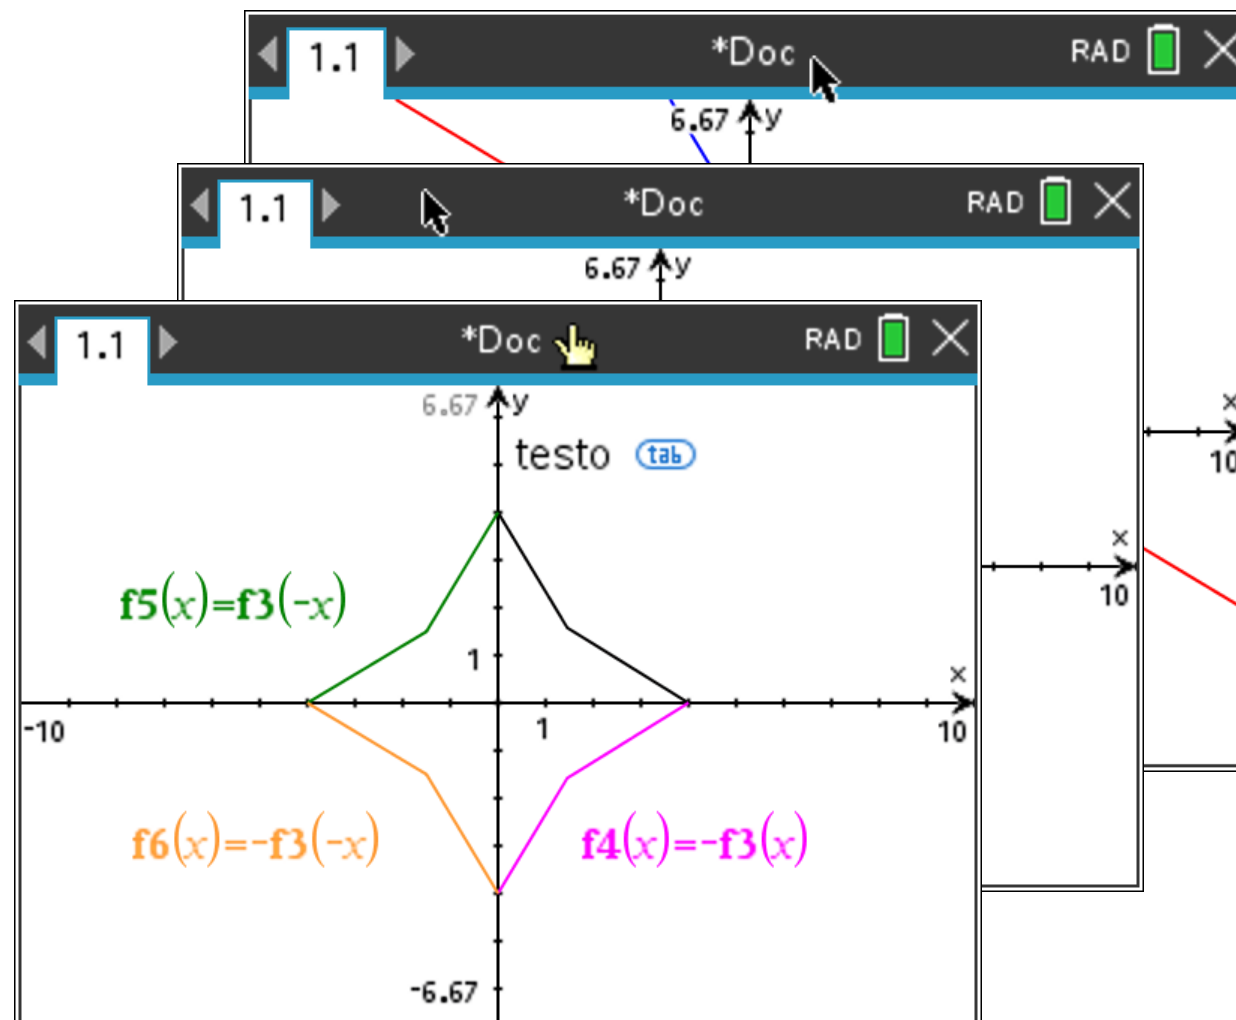 1.1 *Doc RAD
6.67 y
x
10
1.1 *Doc RAD
6.67 y
x
10
1.1 *Doc RAD
6.67 y
testo tab
f5(x)=f3(-x)
1
x
-10 1 10
f6(x)=-f3(-x) f4(x)=-f3(x)
-6.67